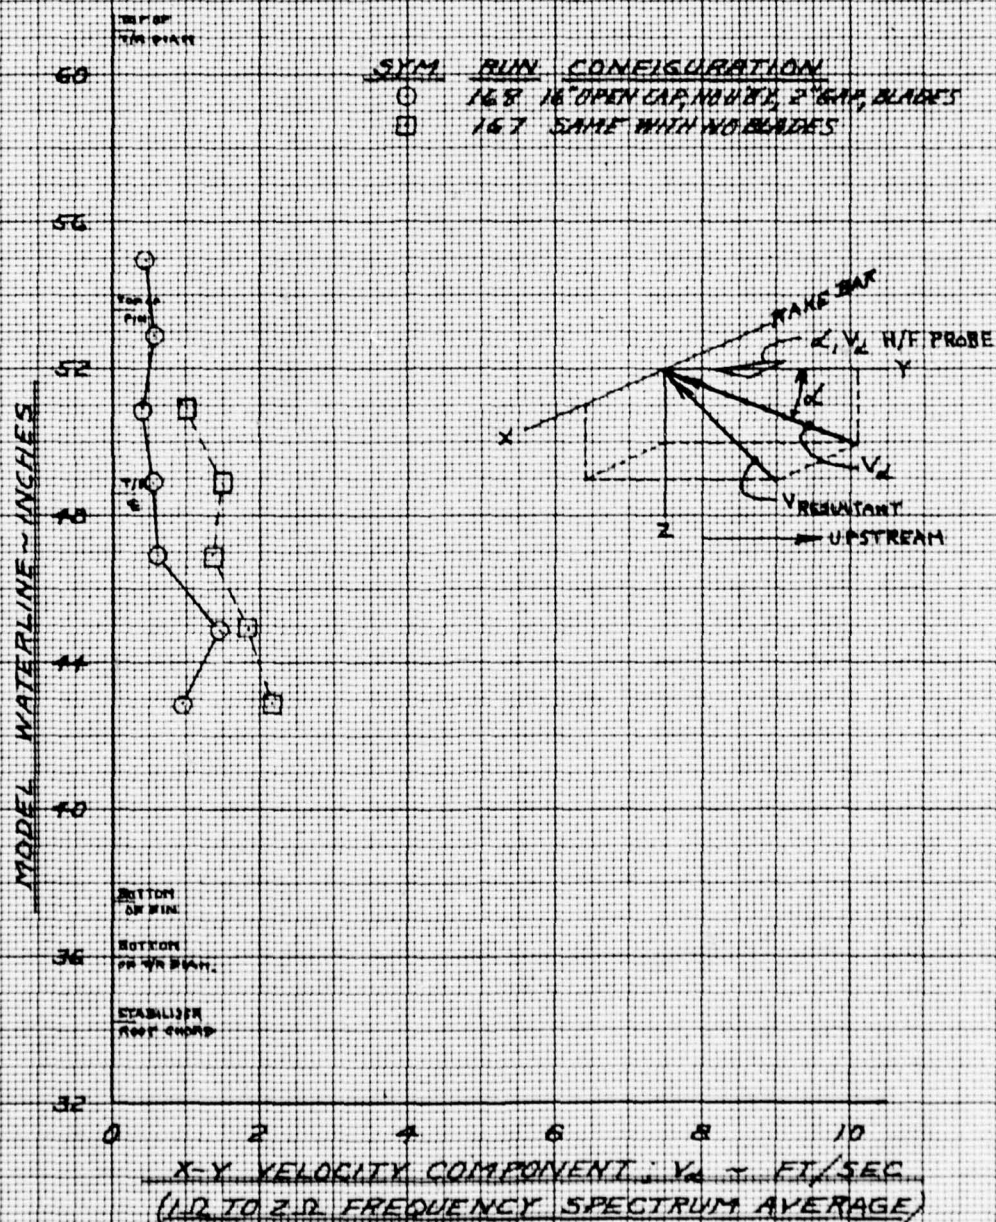 TOP OF
T/R DIAM
60
SYM RUN CONFIGURATION
168 16" OPEN CAP, 2" GAP, BLADES
167 SAME WITH NO BLADES
56
RAKE BAR
TOP OF
FIN
α, Vα H/F PROBE
52
Y
α
X
Vα
T/R
℄
VRESULTANT
48
Z
UPSTREAM
MODEL WATERLINE ~ INCHES
44
40
BOTTOM
OF FIN
BOTTOM
OF T/R DIAM.
36
STABILIZER
ROOT CHORD
32
0 2 4 6 8 10
X-Y VELOCITY COMPONENT; Vα ~ FT/SEC
(1Ω TO 2Ω FREQUENCY SPECTRUM AVERAGE)